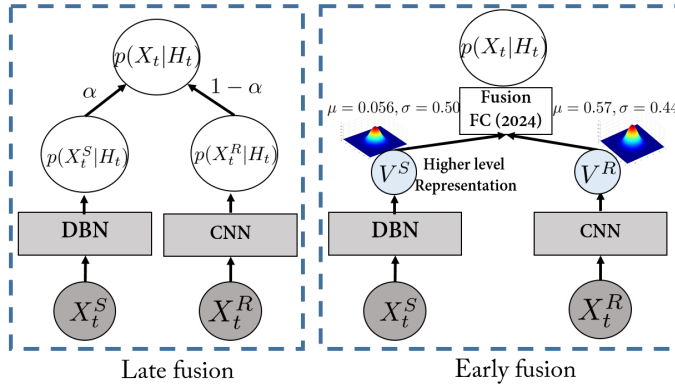 p(X_t|H_t)
α
1 − α
p(X_t^S|H_t)
p(X_t^R|H_t)
DBN
CNN
X_t^S
X_t^R
Late fusion
p(X_t|H_t)
μ = 0.056, σ = 0.50
Fusion
FC (2024)
μ = 0.57, σ = 0.44
V^S
Higher level
Representation
V^R
DBN
CNN
X_t^S
X_t^R
Early fusion